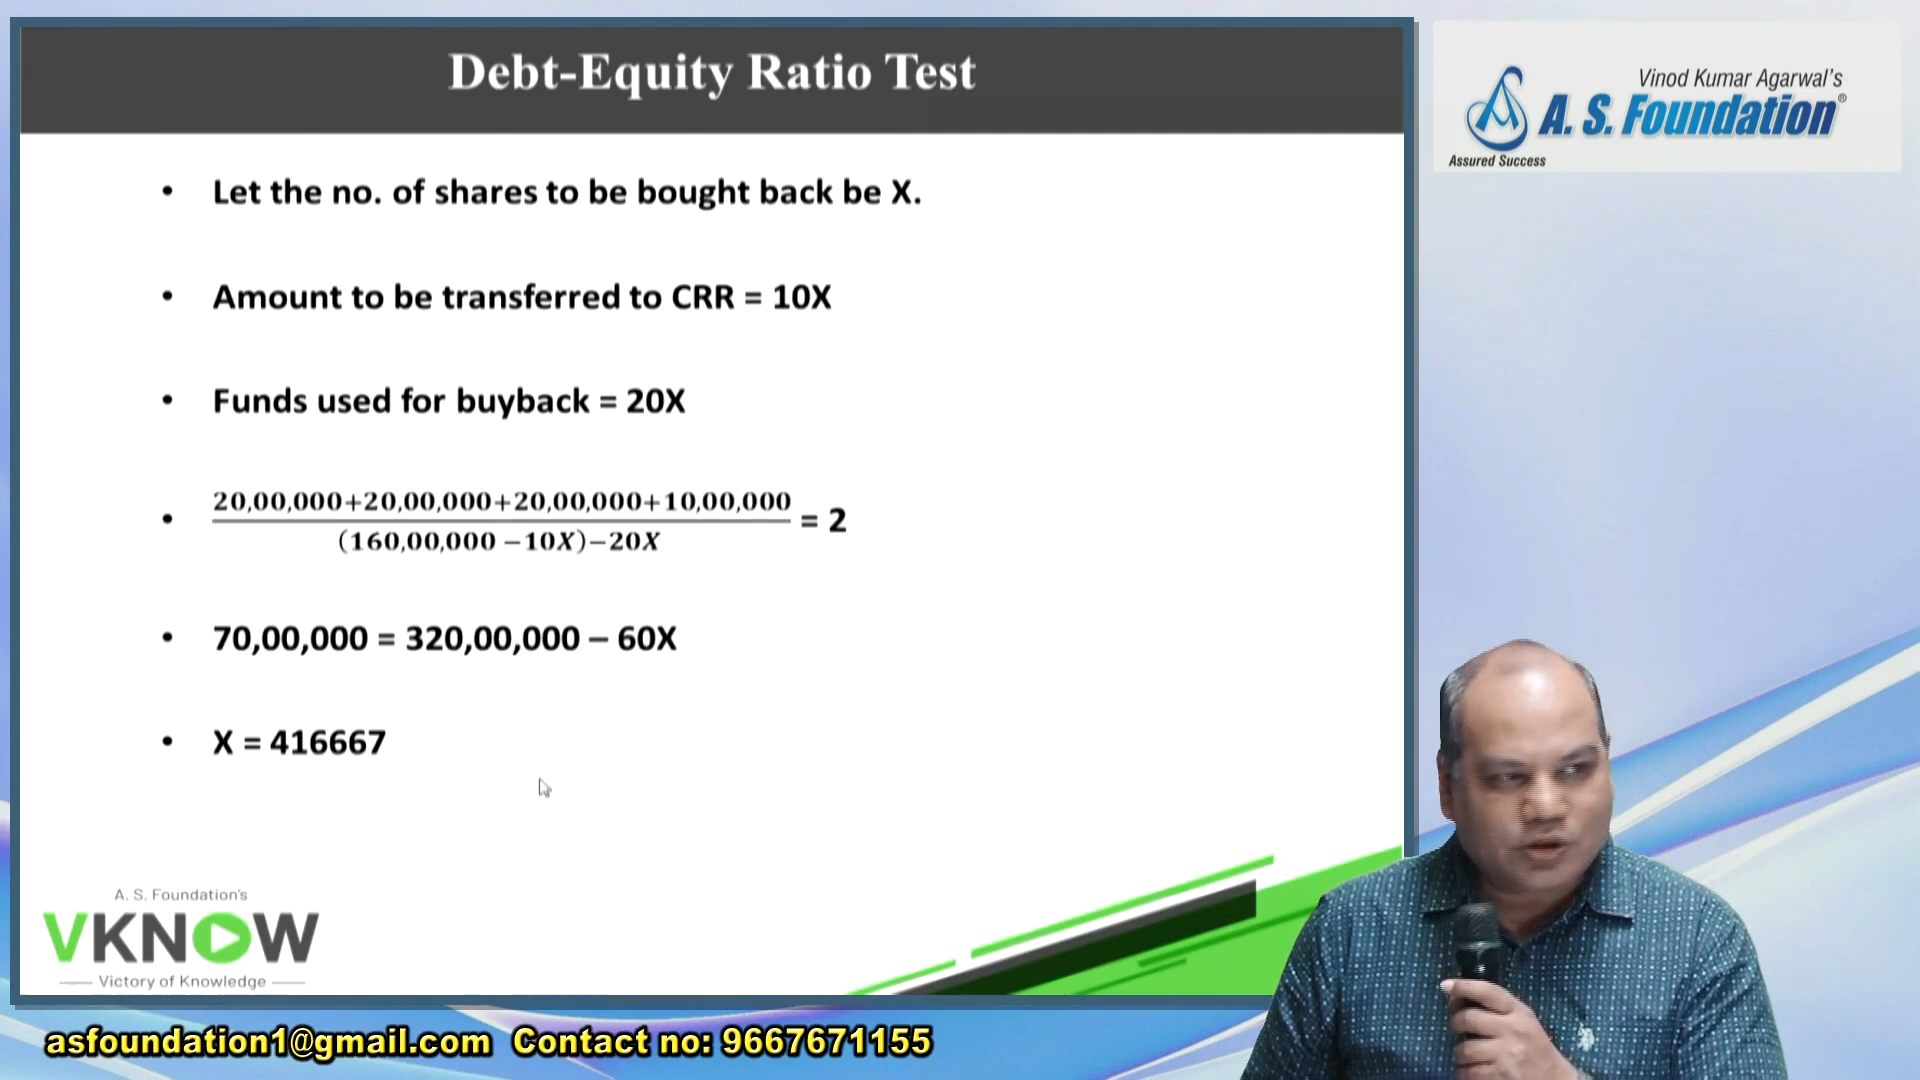 Debt-Equity Ratio Test
• Let the no. of shares to be bought back be X.
• Amount to be transferred to CRR = 10X
• Funds used for buyback = 20X
• 20,00,000+20,00,000+20,00,000+10,00,000
(160,00,000 −10X)−20X
= 2
• 70,00,000 = 320,00,000 – 60X
• X = 416667
A. S. Foundation's
VKNOW
Victory of Knowledge
Vinod Kumar Agarwal's
A. S. Foundation®
Assured Success
asfoundation1@gmail.com Contact no: 9667671155